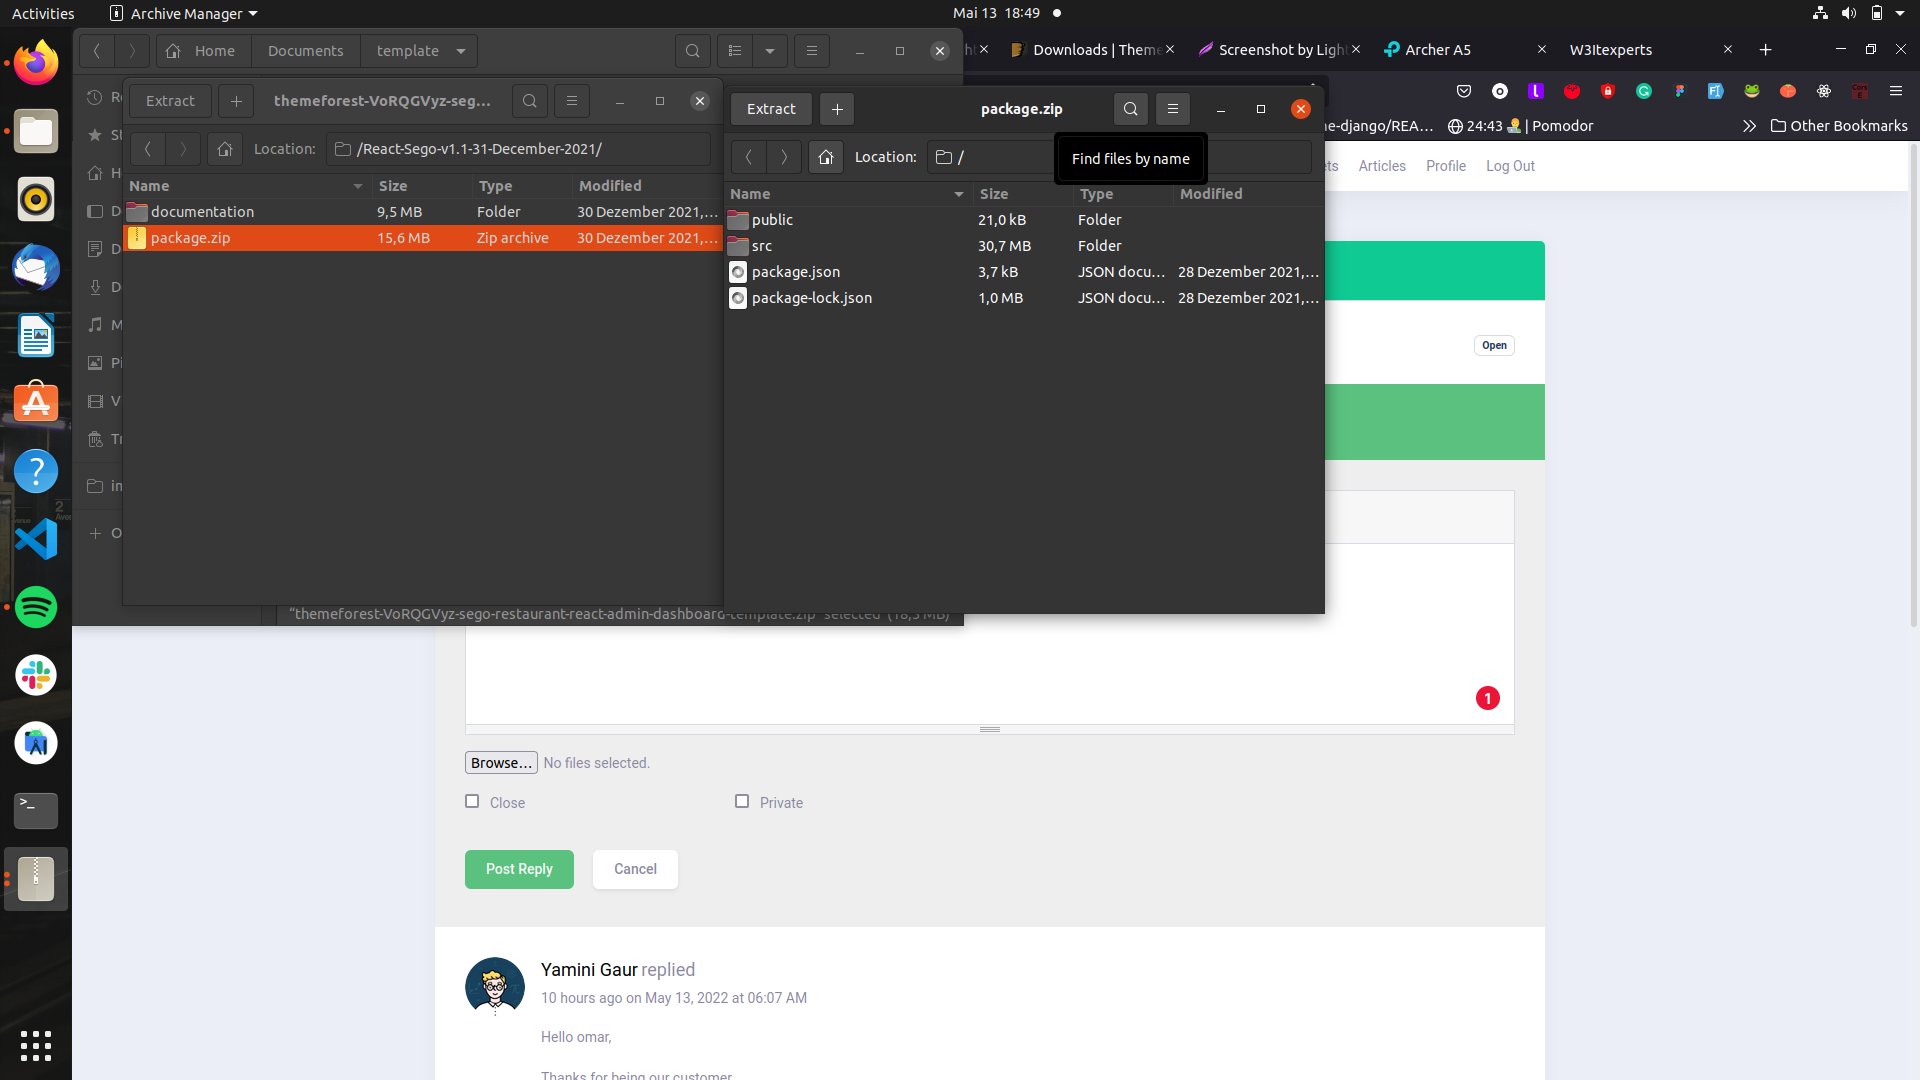 Activities
Archive Manager
Mai 13 18:49
Home
Documents
template
Downloads | Theme
Screenshot by Ligh
Archer A5
W3Itexperts
Extract
themeforest-VoRQGVyz-seg...
Extract
package.zip
ne-django/REA...
24:43
| Pomodor
Other Bookmarks
Location:
/React-Sego-v1.1-31-December-2021/
Location:
/
Find files by name
Articles
Profile
Log Out
Name
Size
Type
Modified
documentation
9,5 MB
Folder
30 Dezember 2021,...
package.zip
15,6 MB
Zip archive
30 Dezember 2021,...
Name
Size
Type
Modified
public
21,0 kB
Folder
src
30,7 MB
Folder
package.json
3,7 kB
JSON docu...
28 Dezember 2021,...
package-lock.json
1,0 MB
JSON docu...
28 Dezember 2021,...
Open
"themeforest-VoRQGVyz-sego-restaurant-react-admin-dashboard-template.zip" selected (18,3 MB)
1
Browse...
No files selected.
Close
Private
Post Reply
Cancel
Yamini Gaur replied
10 hours ago on May 13, 2022 at 06:07 AM
Hello omar,
Thanks for being our customer